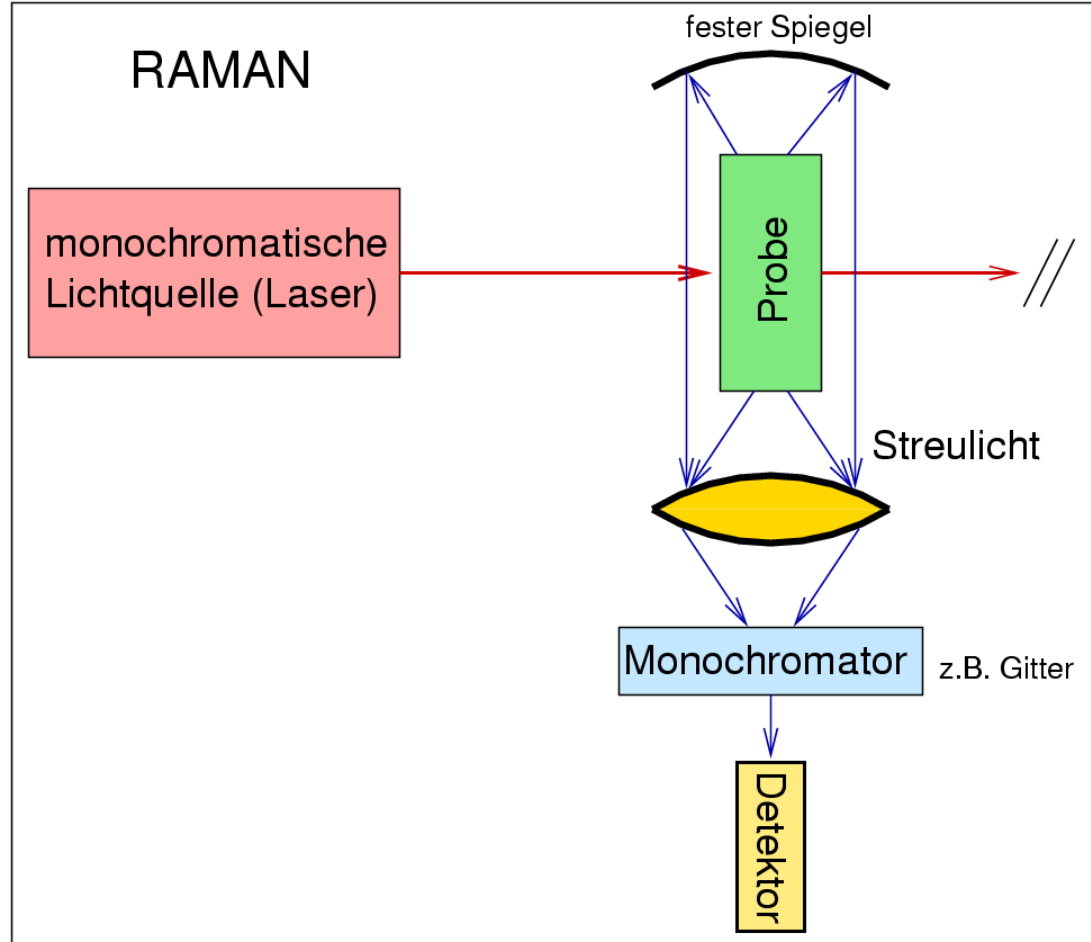 fester Spiegel
RAMAN
monochromatische
Lichtquelle (Laser)
Probe
Streulicht
Monochromator
z.B. Gitter
Detektor